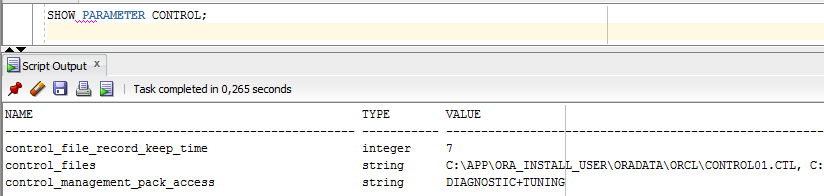 SHOW PARAMETER CONTROL;
Script Output x
Task completed in 0,265 seconds
NAME TYPE VALUE
------------------------------------------------ ----------- --------------------------------------------------
control_file_record_keep_time integer 7
control_files string C:\APP\ORA_INSTALL_USER\ORADATA\ORCL\CONTROL01.CTL, C:
control_management_pack_access string DIAGNOSTIC+TUNING